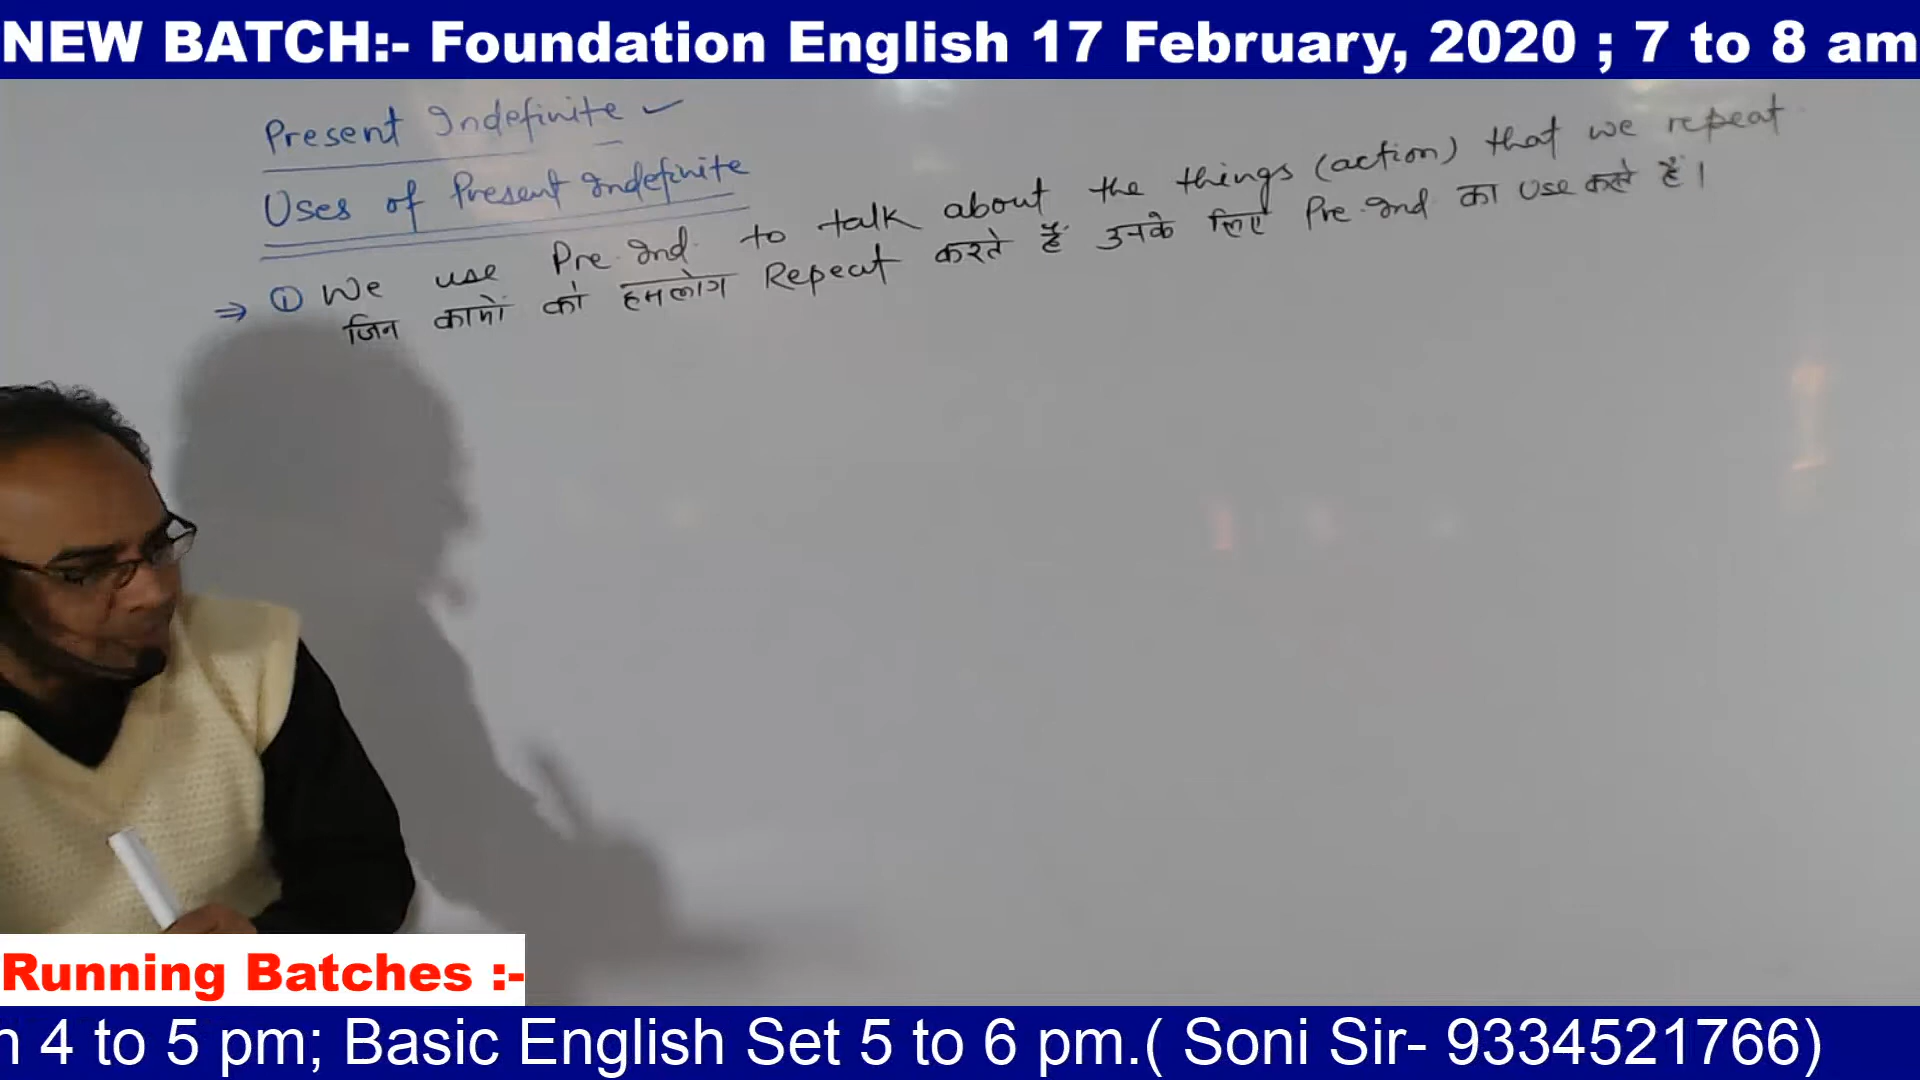 NEW BATCH:- Foundation English 17 February, 2020 ; 7 to 8 am
Present Indefinite ✓
Uses of Present Indefinite
⇒ ① We use Pre. Ind. to talk about the things (action) that we repeat
जिन कामों को हमलोग Repeat करते हैं उनके लिए Pre. Ind का Use करते हैं।
Running Batches :-
4 to 5 pm; Basic English Set 5 to 6 pm.( Soni Sir- 9334521766)